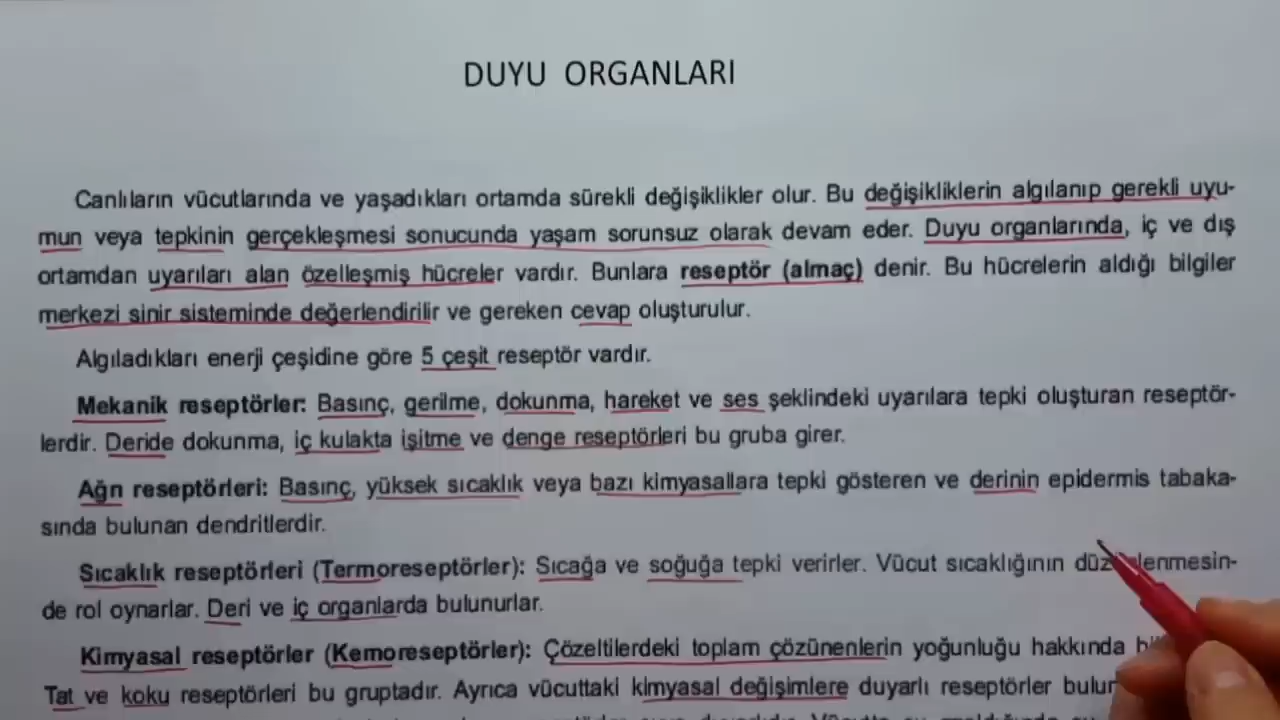 DUYU ORGANLARI
Canlıların vücutlarında ve yaşadıkları ortamda sürekli değişiklikler olur. Bu değişikliklerin algılanıp gerekli uyu-
mun veya tepkinin gerçekleşmesi sonucunda yaşam sorunsuz olarak devam eder. Duyu organlarında, iç ve dış
ortamdan uyarıları alan özelleşmiş hücreler vardır. Bunlara reseptör (almaç) denir. Bu hücrelerin aldığı bilgiler
merkezi sinir sisteminde değerlendirilir ve gereken cevap oluşturulur.
Algıladıkları enerji çeşidine göre 5 çeşit reseptör vardır.
Mekanik reseptörler: Basınç, gerilme, dokunma, hareket ve ses şeklindeki uyarılara tepki oluşturan reseptör-
lerdir. Deride dokunma, iç kulakta işitme ve denge reseptörleri bu gruba girer.
Ağrı reseptörleri: Basınç, yüksek sıcaklık veya bazı kimyasallara tepki gösteren ve derinin epidermis tabaka-
sında bulunan dendritlerdir.
Sıcaklık reseptörleri (Termoreseptörler): Sıcağa ve soğuğa tepki verirler. Vücut sıcaklığının düzenlenmesin-
de rol oynarlar. Deri ve iç organlarda bulunurlar.
Kimyasal reseptörler (Kemoreseptörler): Çözeltilerdeki toplam çözünenlerin yoğunluğu hakkında
Tat ve koku reseptörleri bu gruptadır. Ayrıca vücuttaki kimyasal değişimlere duyarlı reseptörler